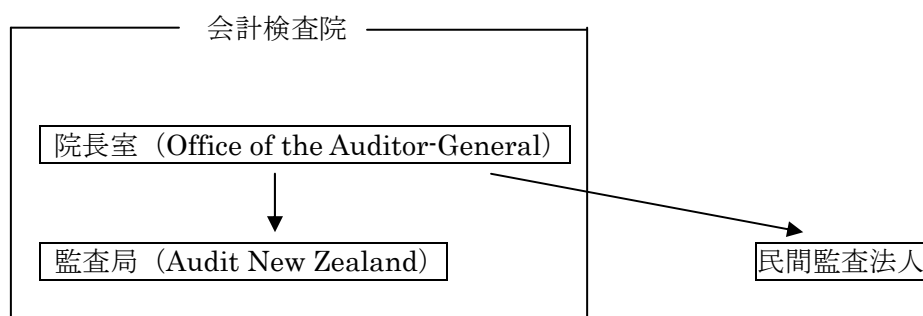 会計検査院
院長室（Office of the Auditor-General）
監査局（Audit New Zealand）
民間監査法人